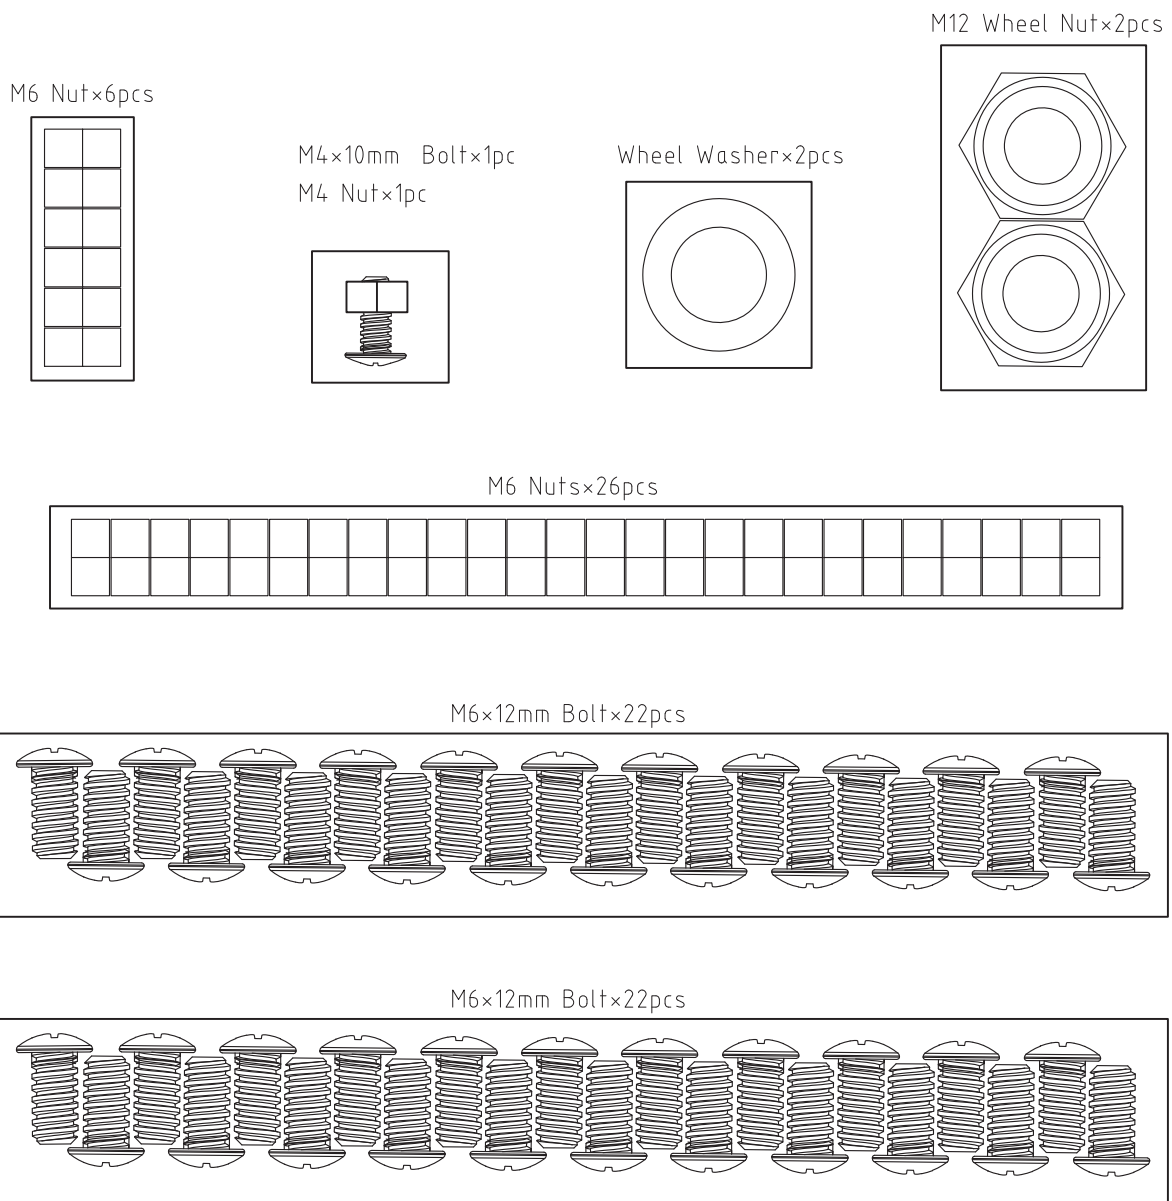 M12 Wheel Nut×2pcs
M6 Nut×6pcs
M4×10mm Bolt×1pc
M4 Nut×1pc
Wheel Washer×2pcs
M6 Nuts×26pcs
M6×12mm Bolt×22pcs
M6×12mm Bolt×22pcs